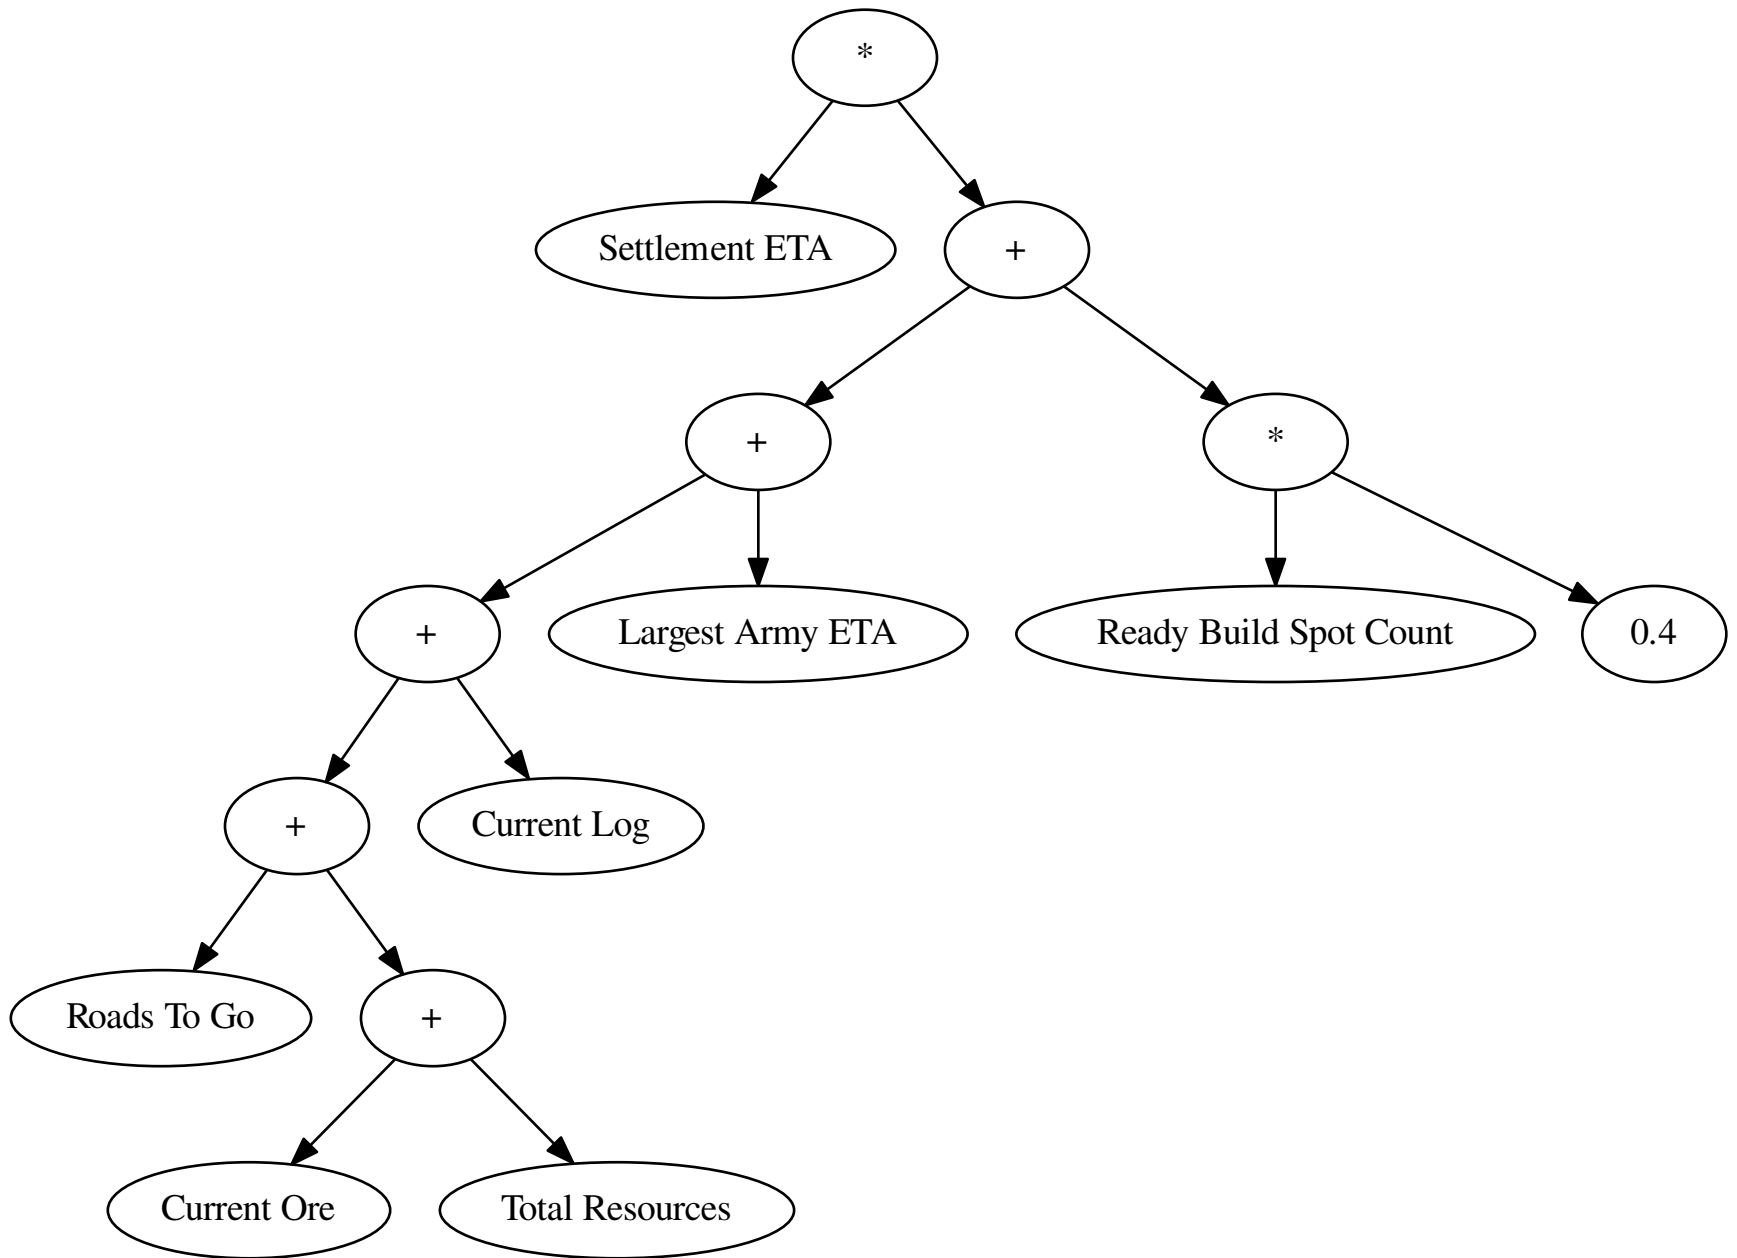 *
Settlement ETA
+
+
*
+
Largest Army ETA
Ready Build Spot Count
0.4
+
Current Log
Roads To Go
+
Current Ore
Total Resources